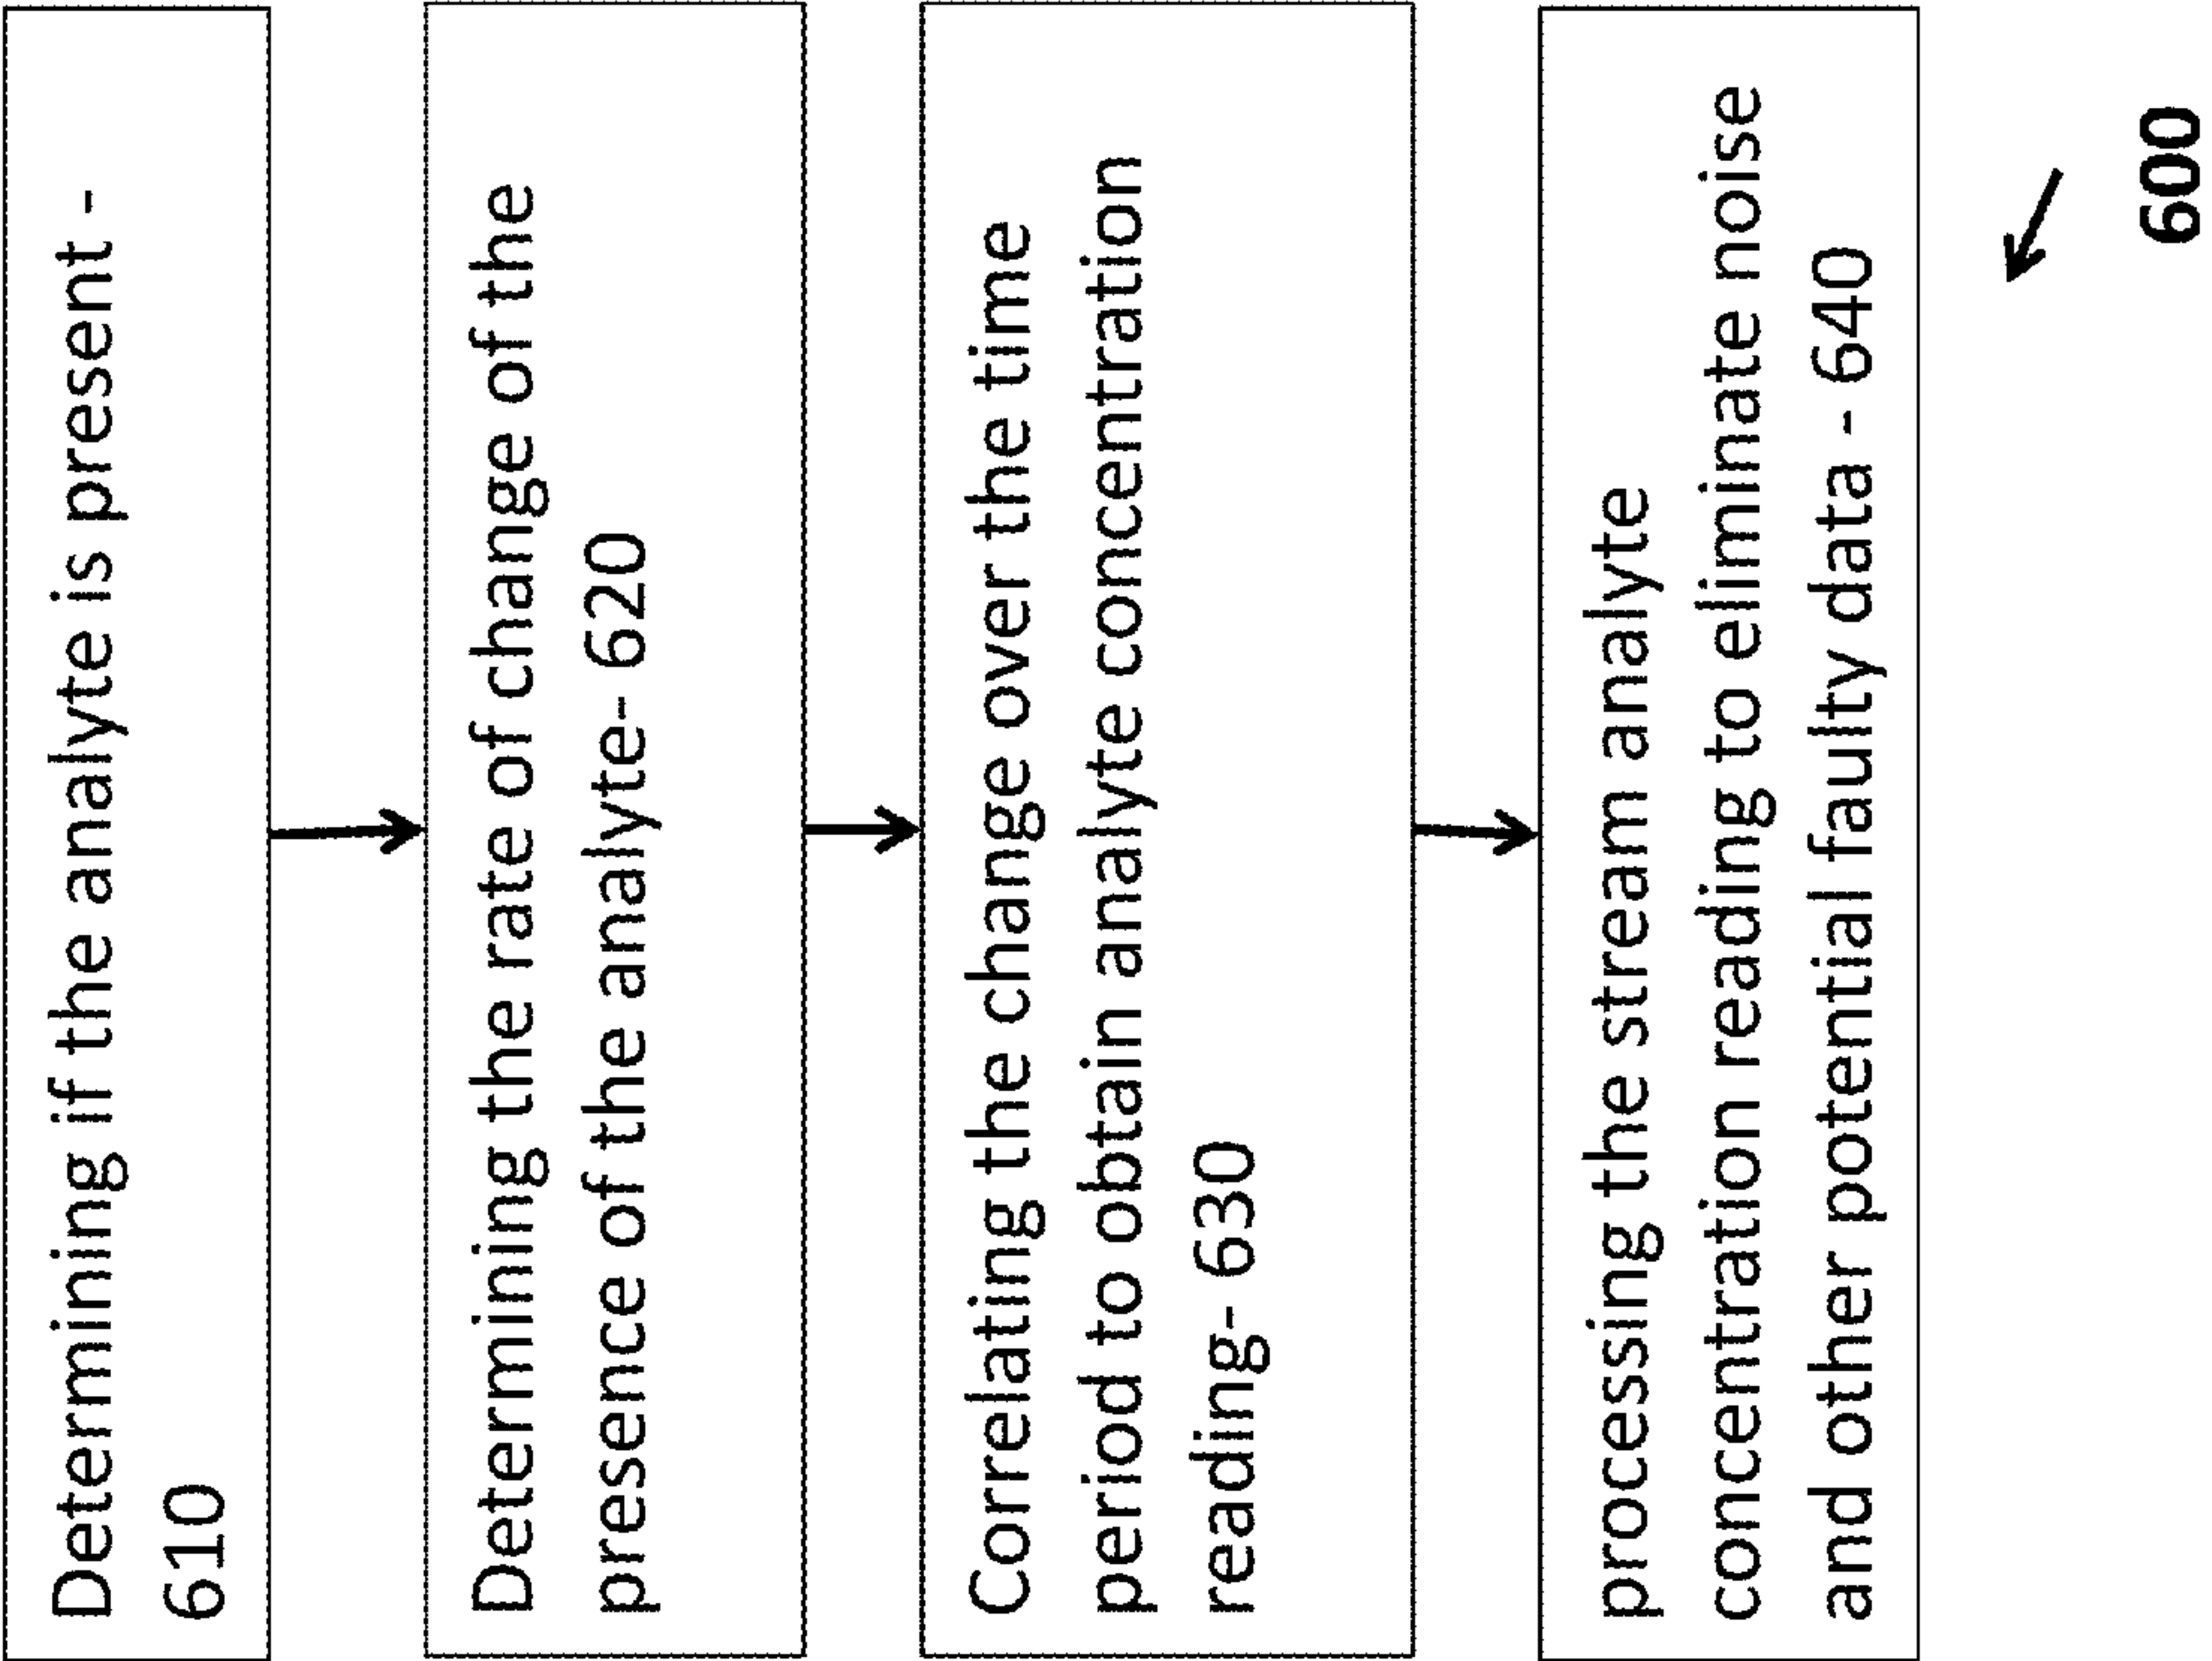 Determining if the analyte is present -
610
Determining the rate of change of the
presence of the analyte- 620
Correlating the change over the time
period to obtain analyte concentration
reading- 630
processing the stream analyte
concentration reading to eliminate noise
and other potential faulty data - 640
600